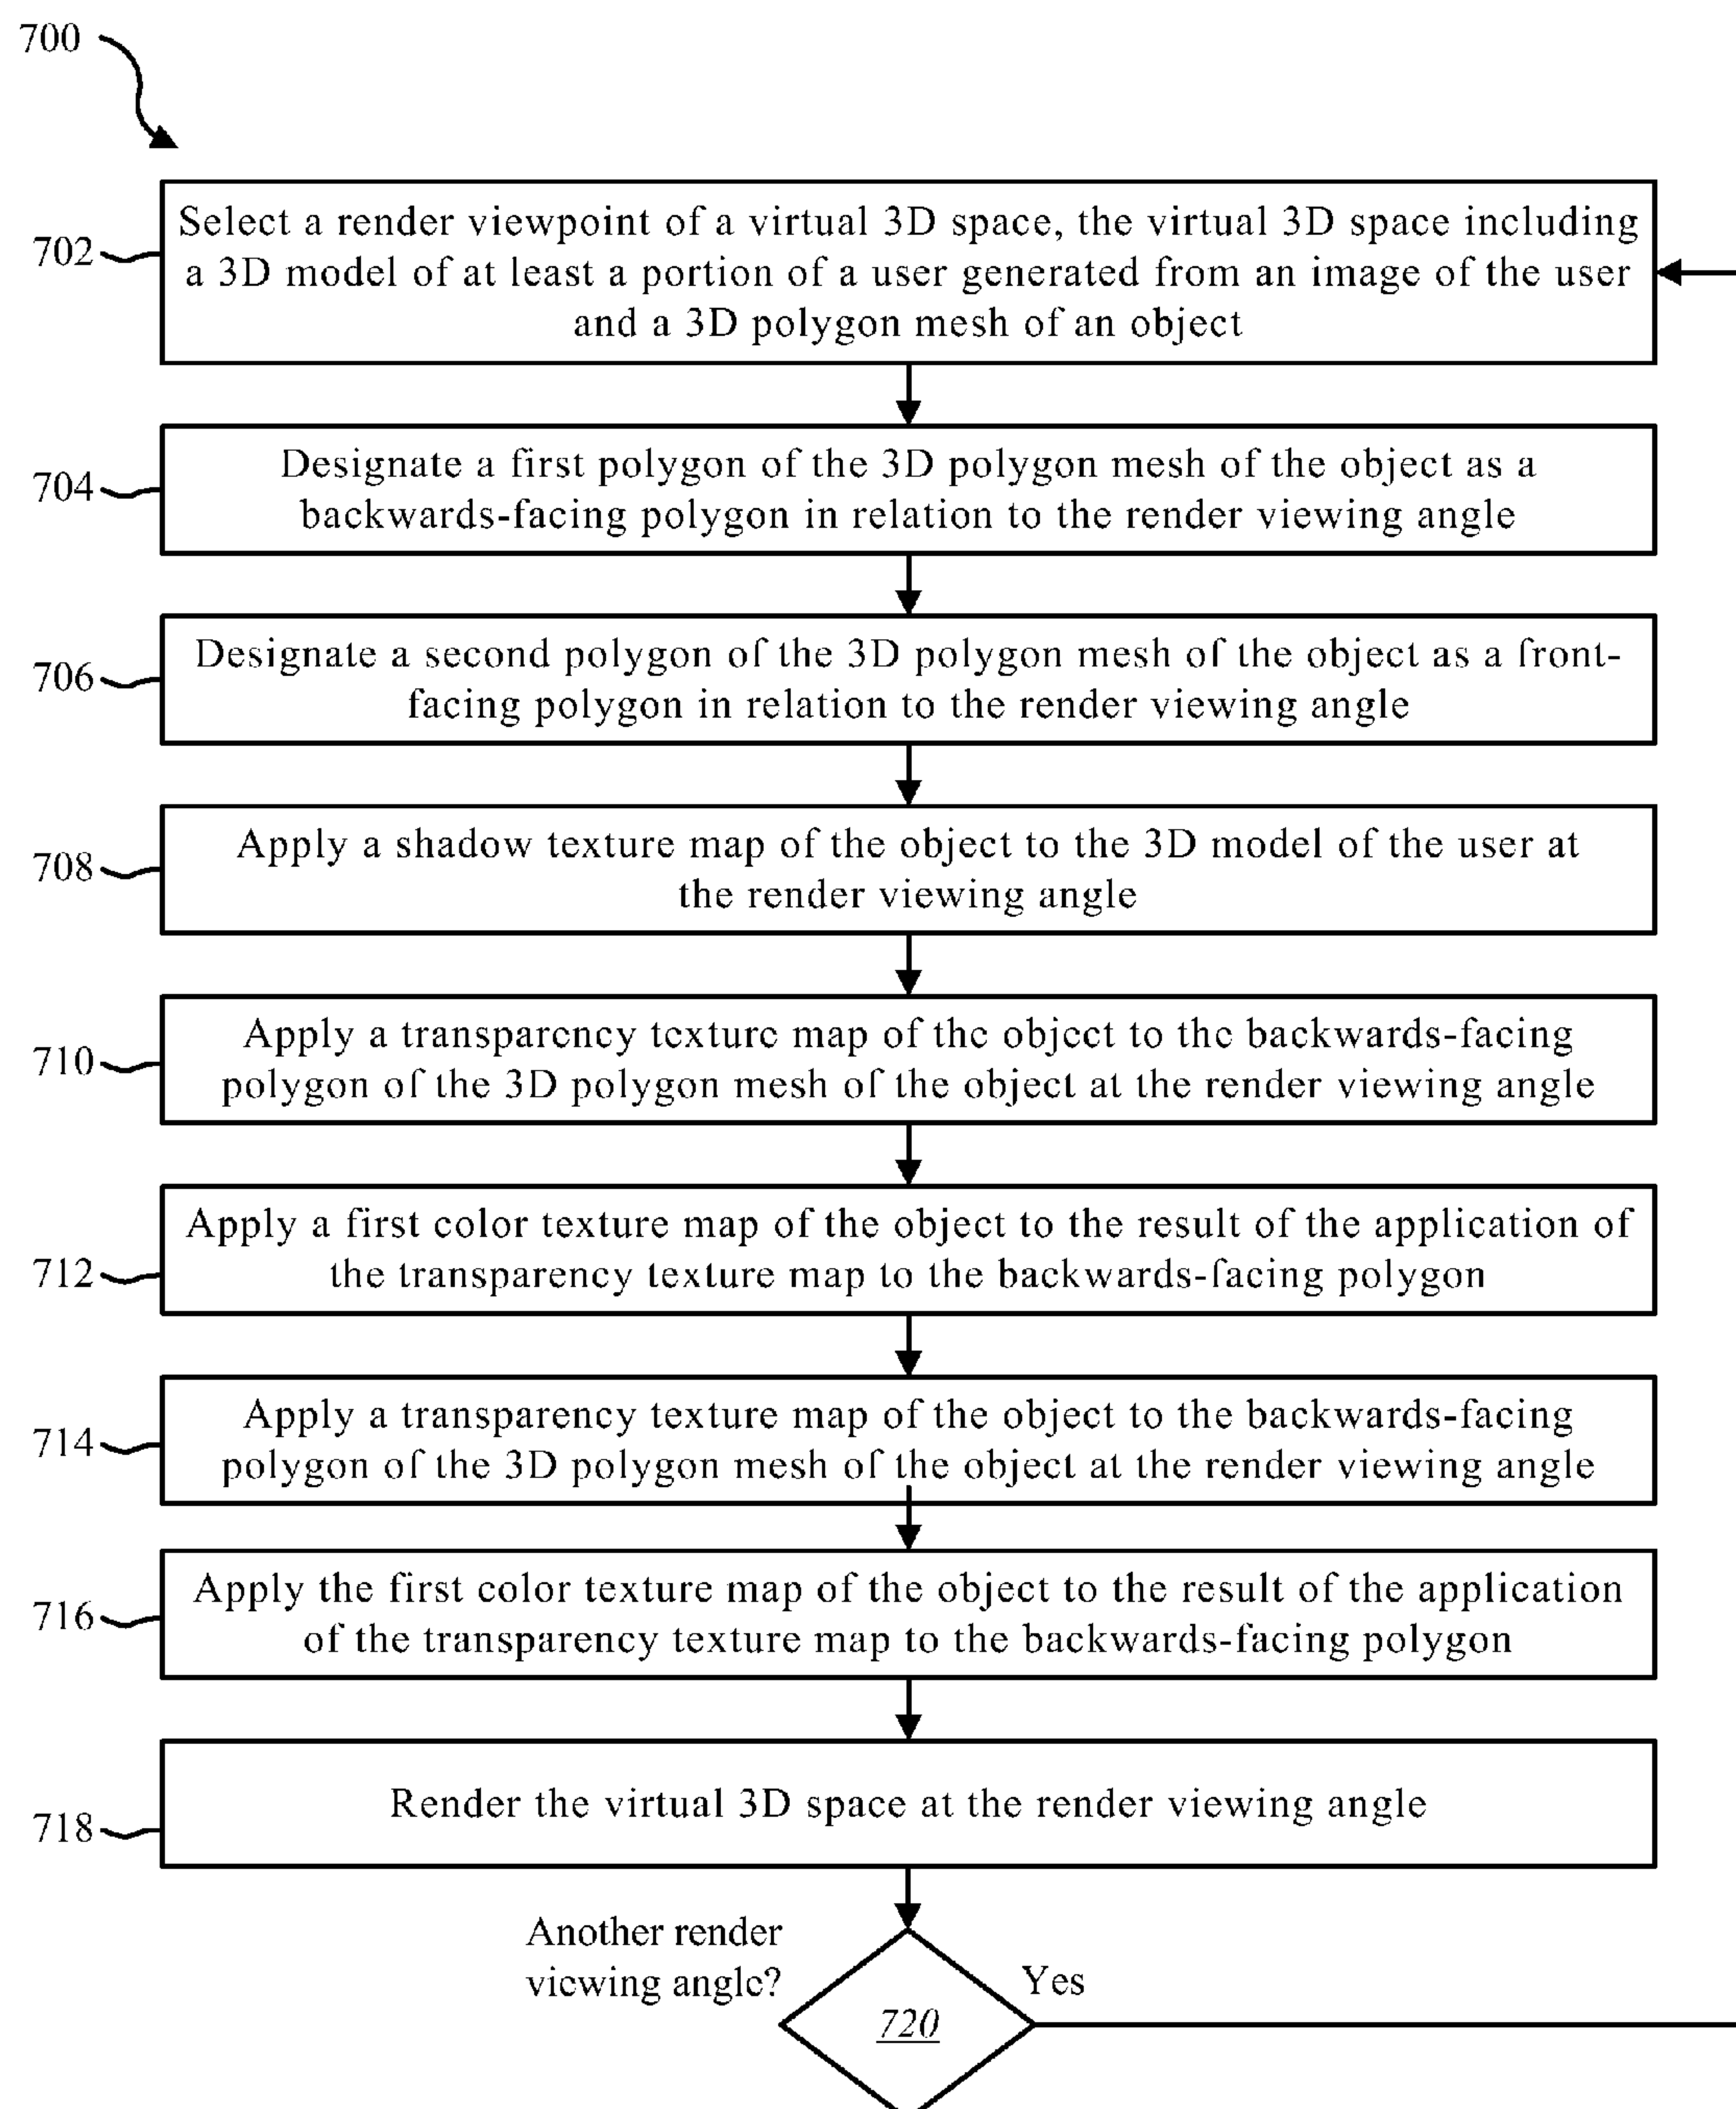 700
702
Select a render viewpoint of a virtual 3D space, the virtual 3D space including
a 3D model of at least a portion of a user generated from an image of the user
and a 3D polygon mesh of an object
704
Designate a first polygon of the 3D polygon mesh of the object as a
backwards-facing polygon in relation to the render viewing angle
706
Designate a second polygon of the 3D polygon mesh of the object as a front-
facing polygon in relation to the render viewing angle
708
Apply a shadow texture map of the object to the 3D model of the user at
the render viewing angle
710
Apply a transparency texture map of the object to the backwards-facing
polygon of the 3D polygon mesh of the object at the render viewing angle
712
Apply a first color texture map of the object to the result of the application of
the transparency texture map to the backwards-facing polygon
714
Apply a transparency texture map of the object to the backwards-facing
polygon of the 3D polygon mesh of the object at the render viewing angle
716
Apply the first color texture map of the object to the result of the application
of the transparency texture map to the backwards-facing polygon
718
Render the virtual 3D space at the render viewing angle
Another render
viewing angle?
Yes
720